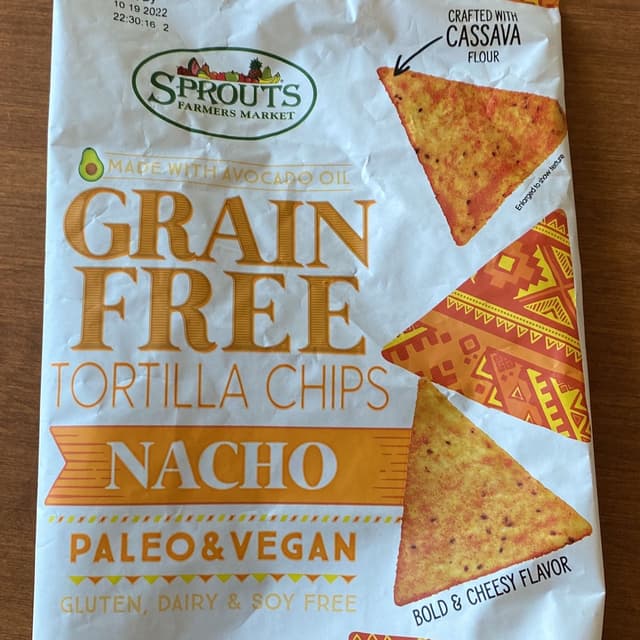 10 19 2022
22:30:16 2
CRAFTED WITH
CASSAVA
FLOUR
SPROUTS
FARMERS MARKET
Enlarged to show texture
MADE WITH AVOCADO OIL
GRAIN
FREE
TORTILLA CHIPS
NACHO
PALEO & VEGAN
GLUTEN, DAIRY & SOY FREE
BOLD & CHEESY FLAVOR